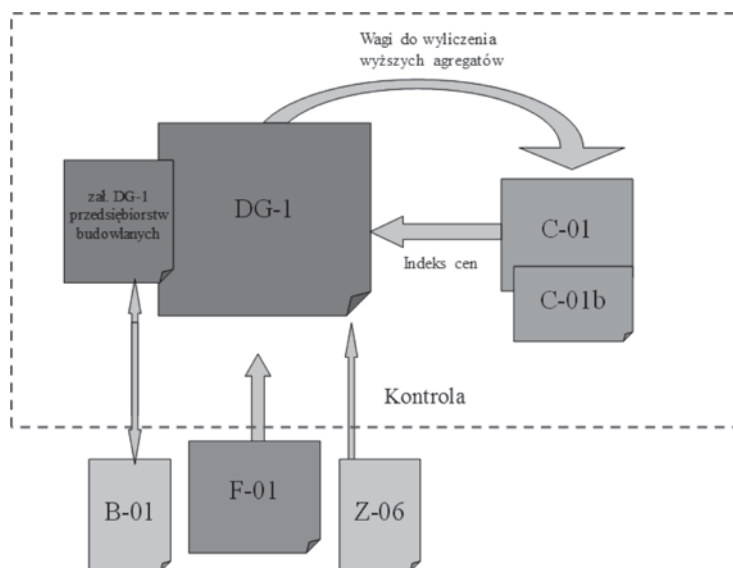 Wagi do wyliczenia
wyższych agregatów
zał. DG-1
przedsiębiorstw
budowlanych
DG-1
C-01
Indeks cen
C-01b
Kontrola
B-01
F-01
Z-06